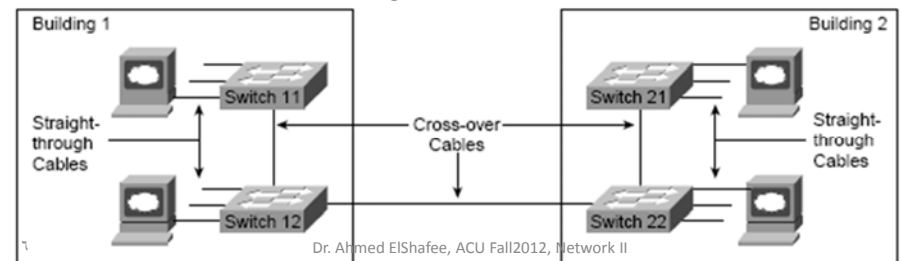 Building 1
Building 2
Switch 11
Switch 21
Straight-
through
Cables
Cross-over
Cables
Straight-
through
Cables
Switch 12
Switch 22
٦
Dr. Ahmed ElShafee, ACU Fall2012, Network II